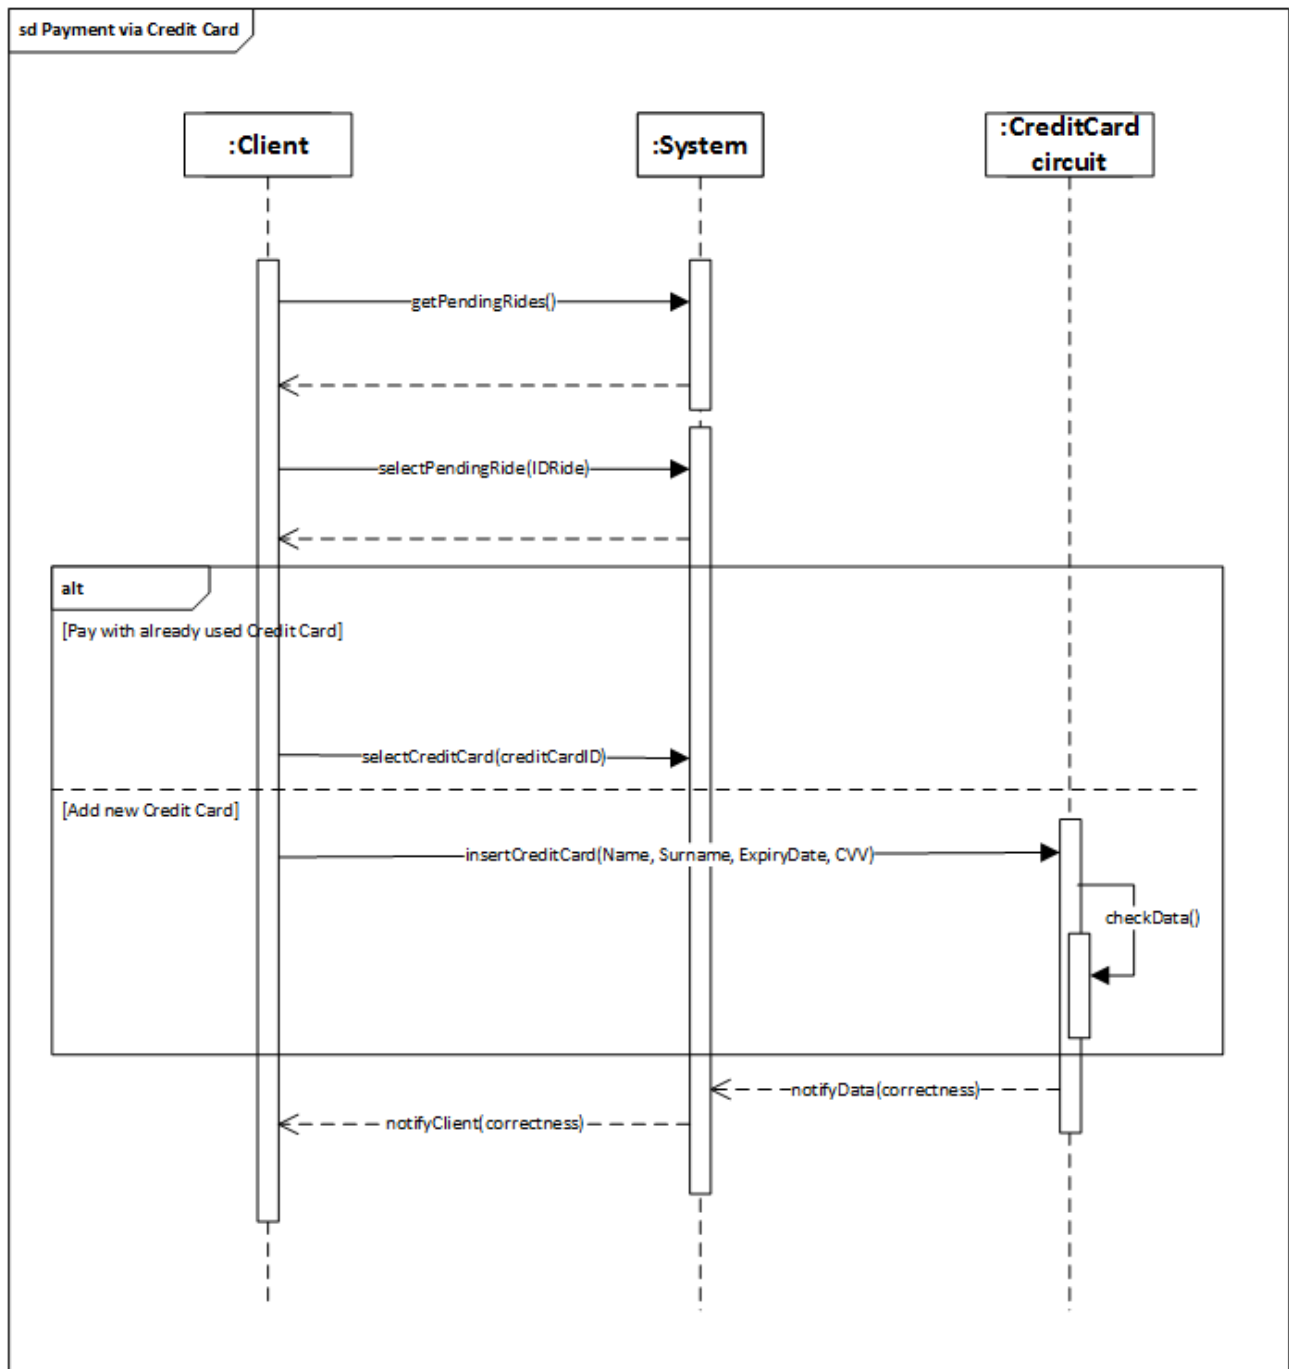 sd Payment via Credit Card
:Client
:System
:CreditCard
circuit
getPendingRides()
selectPendingRide(IDRide)
alt
[Pay with already used Credit Card]
selectCreditCard(creditCardID)
[Add new Credit Card]
insertCreditCard(Name, Surname, ExpiryDate, CVV)
checkData()
notifyData(correctness)
notifyClient(correctness)